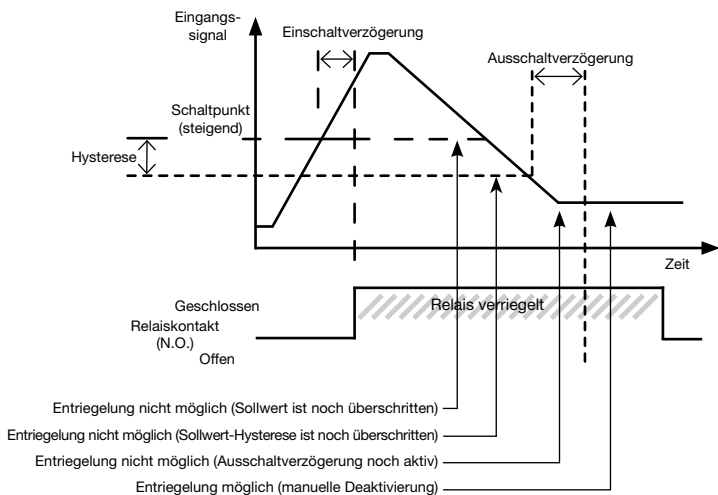 Eingangs-
signal
Einschaltverzögerung
Ausschaltverzögerung
Schaltpunkt
(steigend)
Hysterese
Zeit
Geschlossen
Relais verriegelt
Relaiskontakt
(N.O.)
Offen
Entriegelung nicht möglich (Sollwert ist noch überschritten)
Entriegelung nicht möglich (Sollwert-Hysterese ist noch überschritten)
Entriegelung nicht möglich (Ausschaltverzögerung noch aktiv)
Entriegelung möglich (manuelle Deaktivierung)